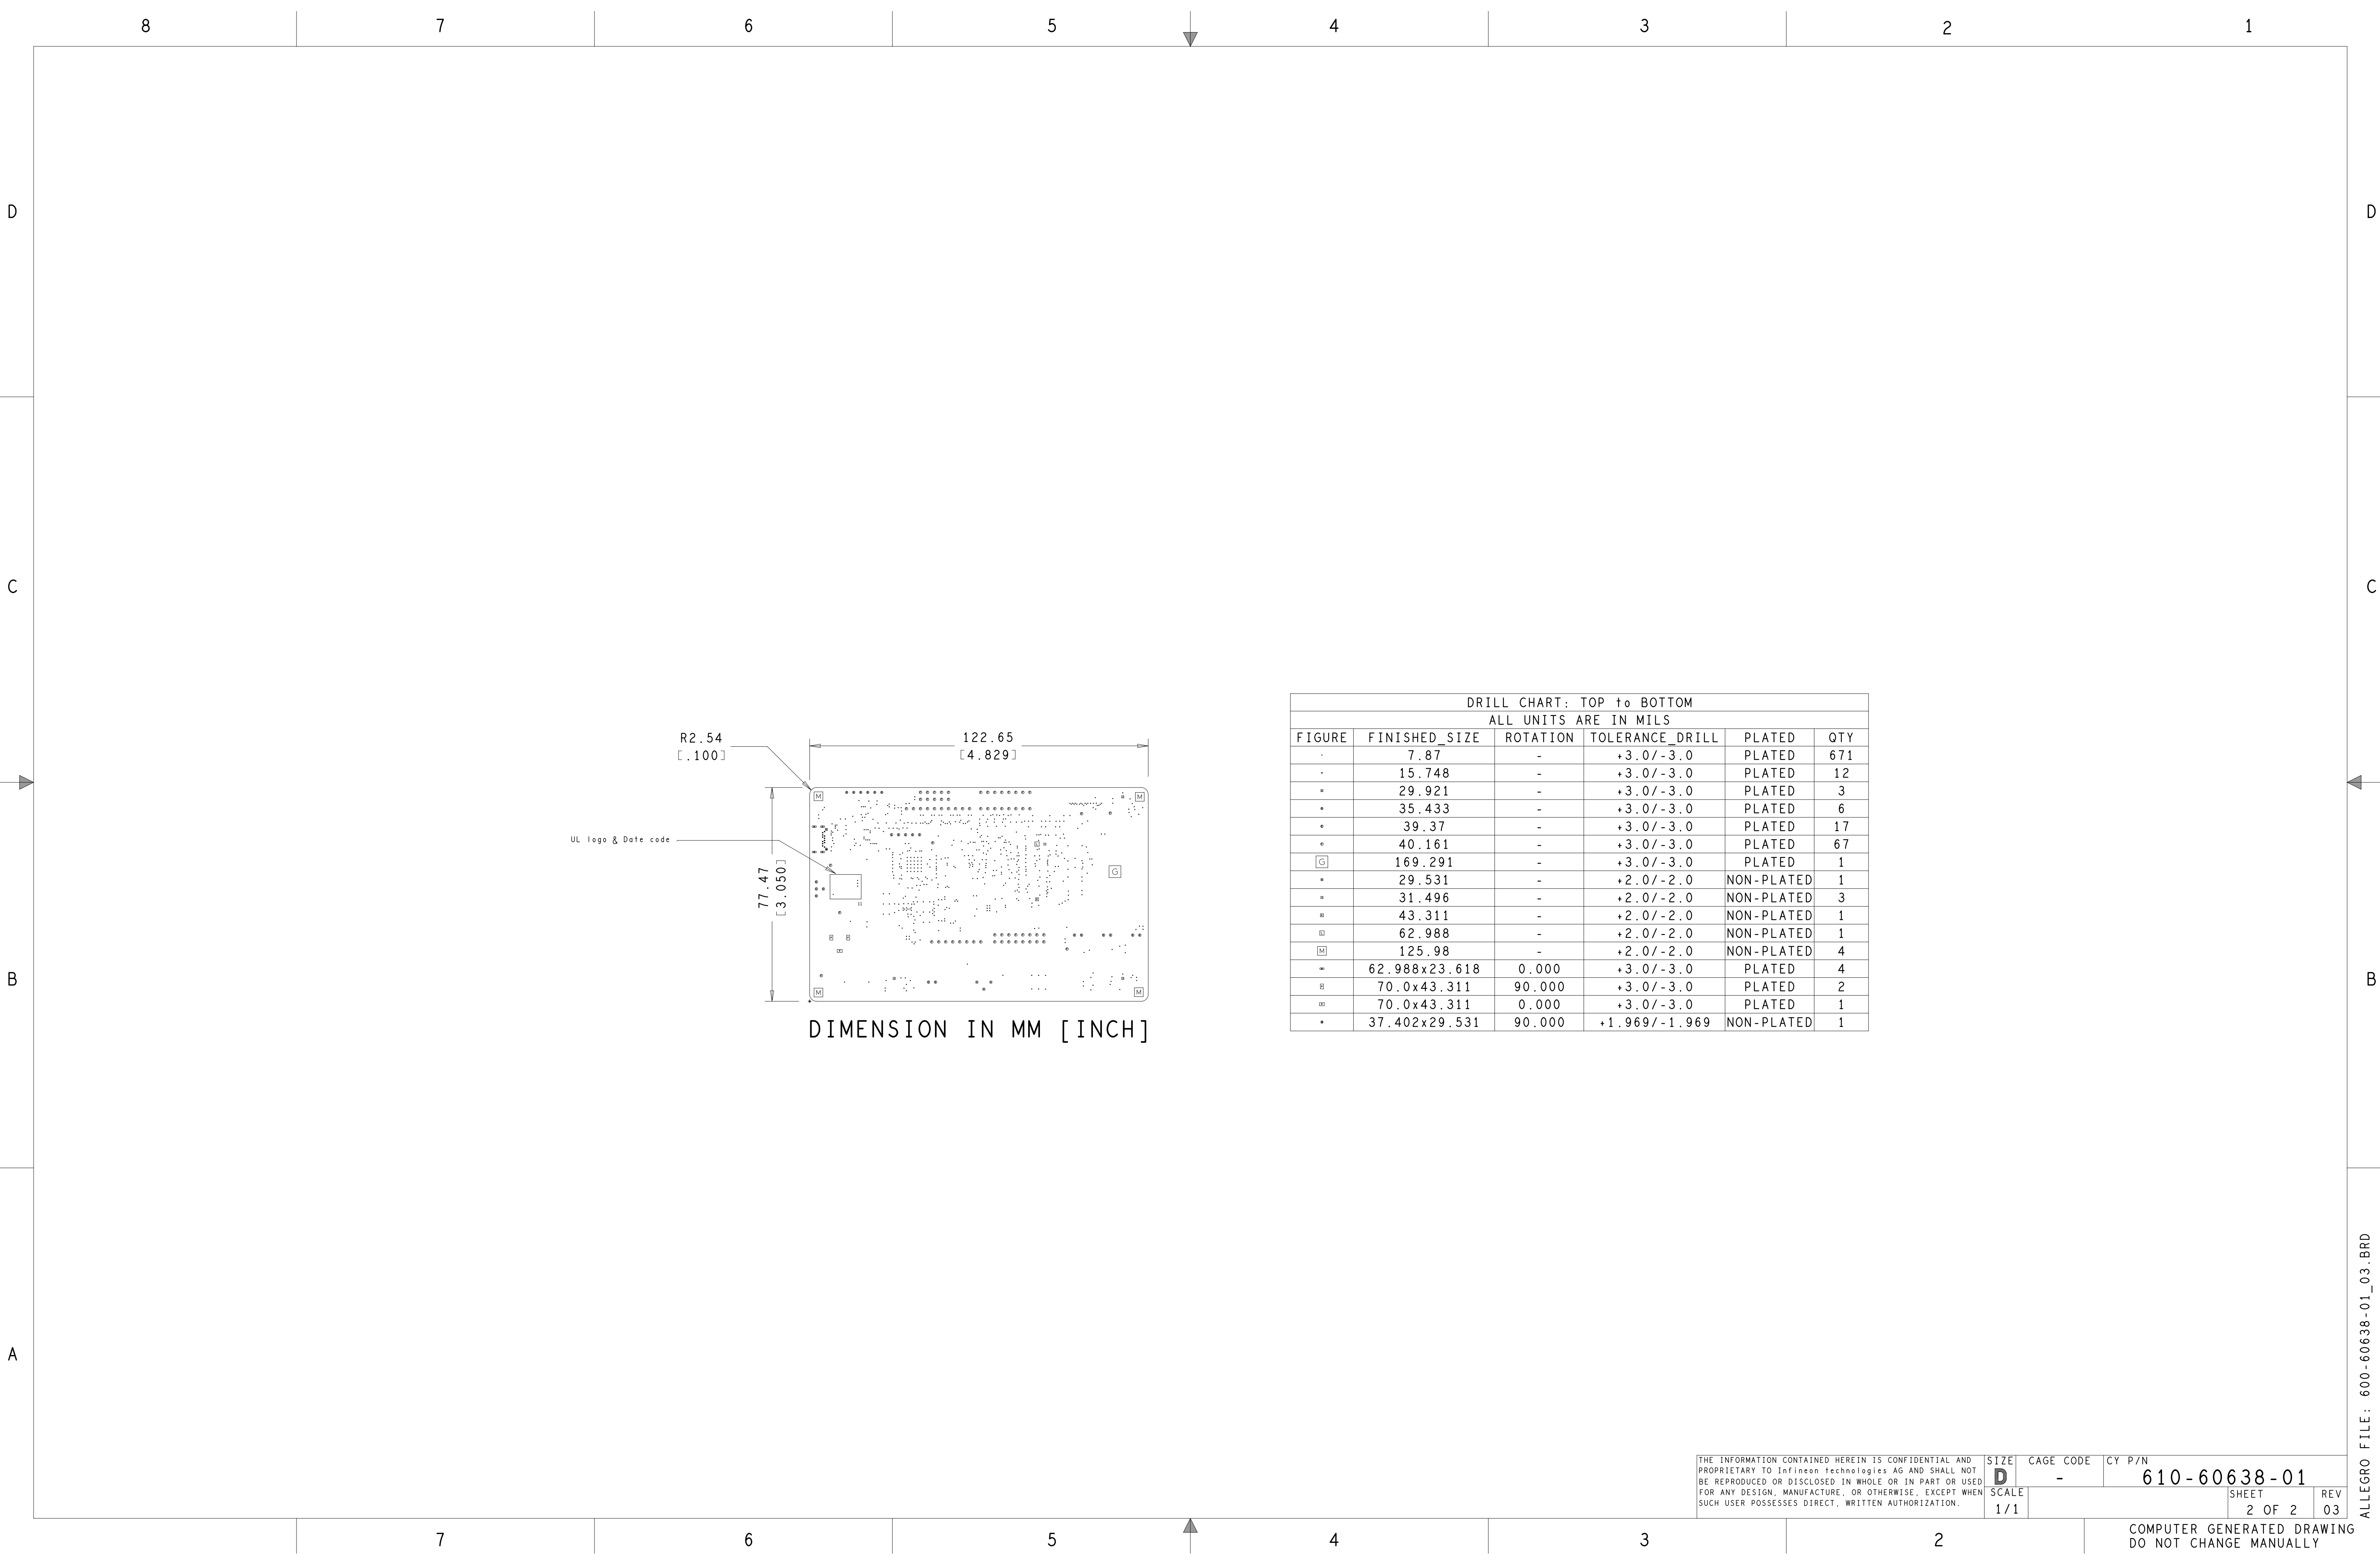 8 7 6 5 4 3 2 1
D D
R2.54
[.100]
122.65
[4.829]
UL logo & Date code
77.47
[3.050]
M M
L
G
M M
DIMENSION IN MM [INCH]
DRILL CHART: TOP to BOTTOM
ALL UNITS ARE IN MILS
FIGURE FINISHED_SIZE ROTATION TOLERANCE_DRILL PLATED QTY
7.87 - +3.0/-3.0 PLATED 671
15.748 - +3.0/-3.0 PLATED 12
29.921 - +3.0/-3.0 PLATED 3
35.433 - +3.0/-3.0 PLATED 6
39.37 - +3.0/-3.0 PLATED 17
40.161 - +3.0/-3.0 PLATED 67
G 169.291 - +3.0/-3.0 PLATED 1
29.531 - +2.0/-2.0 NON-PLATED 1
31.496 - +2.0/-2.0 NON-PLATED 3
43.311 - +2.0/-2.0 NON-PLATED 1
L 62.988 - +2.0/-2.0 NON-PLATED 1
M 125.98 - +2.0/-2.0 NON-PLATED 4
62.988x23.618 0.000 +3.0/-3.0 PLATED 4
70.0x43.311 90.000 +3.0/-3.0 PLATED 2
70.0x43.311 0.000 +3.0/-3.0 PLATED 1
37.402x29.531 90.000 +1.969/-1.969 NON-PLATED 1
C C
B B
A
ALLEGRO FILE: 600-60638-01_03.BRD
THE INFORMATION CONTAINED HEREIN IS CONFIDENTIAL AND
PROPRIETARY TO Infineon technologies AG AND SHALL NOT
BE REPRODUCED OR DISCLOSED IN WHOLE OR IN PART OR USED
FOR ANY DESIGN, MANUFACTURE, OR OTHERWISE, EXCEPT WHEN
SUCH USER POSSESSES DIRECT, WRITTEN AUTHORIZATION.
SIZE CAGE CODE CY P/N
D - 610-60638-01
SCALE SHEET REV
1/1 2 OF 2 03
7 6 5 4 3 2
COMPUTER GENERATED DRAWING
DO NOT CHANGE MANUALLY